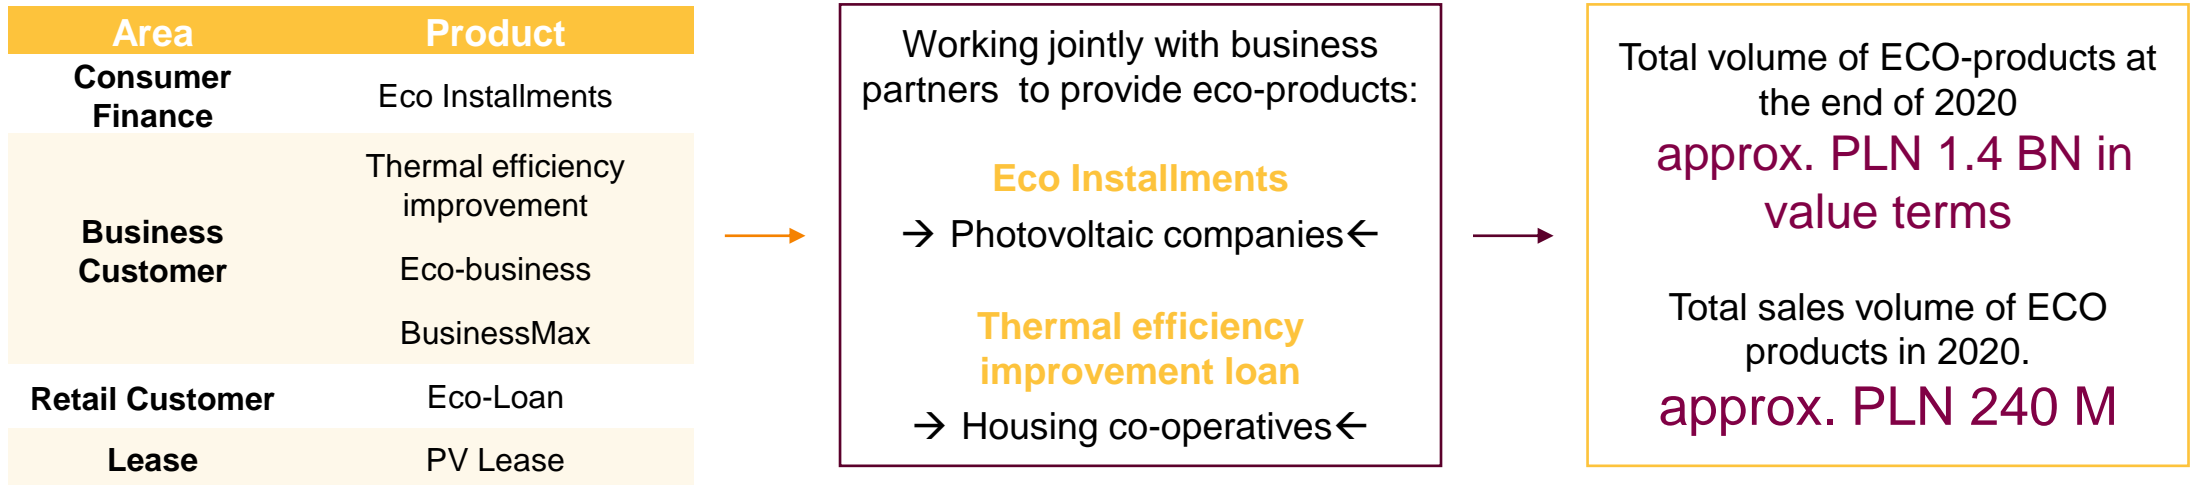 Area Product
Consumer
Finance
Eco Installments
Business
Customer
Thermal efficiency
improvement
Eco-business
BusinessMax
Retail Customer Eco-Loan
Lease PV Lease
Working jointly with business
partners to provide eco-products:
Eco Installments
→ Photovoltaic companies←
Thermal efficiency
improvement loan
→ Housing co-operatives←
Total volume of ECO-products at
the end of 2020
approx. PLN 1.4 BN in
value terms
Total sales volume of ECO
products in 2020.
approx. PLN 240 M